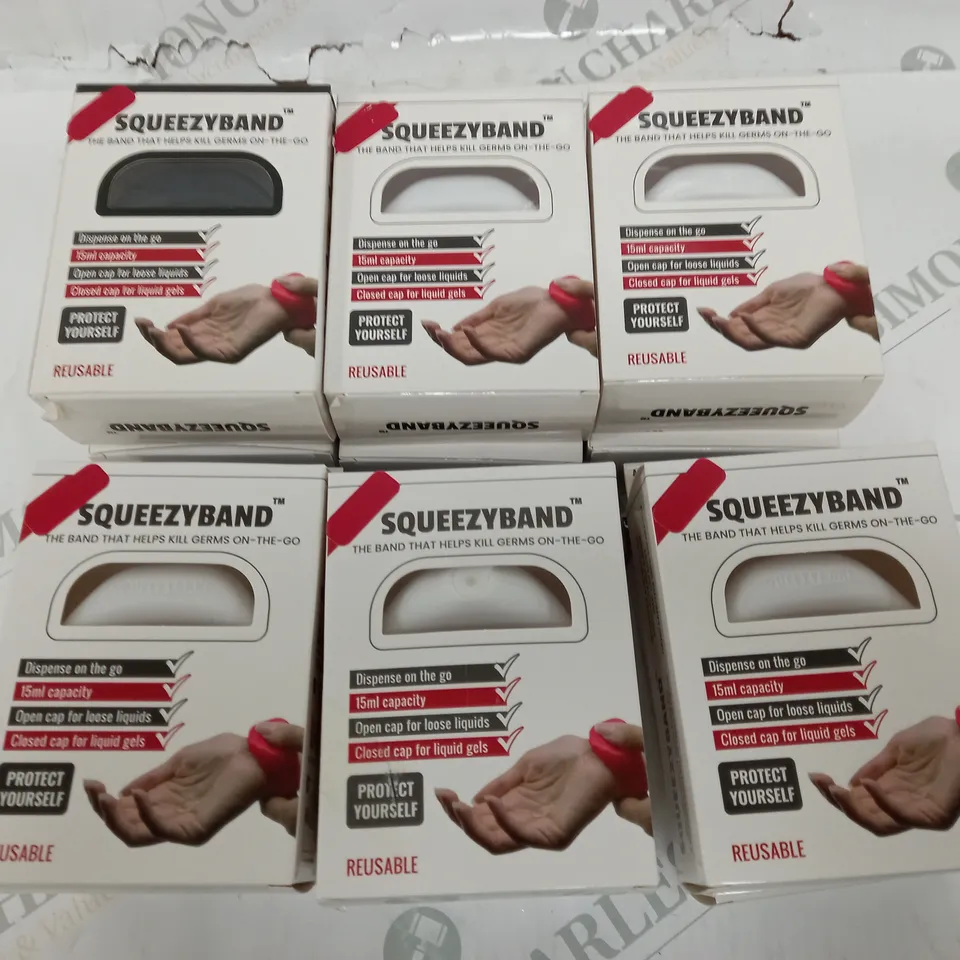 SQUEEZYBAND™
THE BAND THAT HELPS KILL GERMS ON-THE-GO
Dispense on the go
15ml capacity
Open cap for loose liquids
Closed cap for liquid gels
PROTECT
YOURSELF
REUSABLE
SQUEEZYBAND™
SQUEEZYBAND™
THE BAND THAT HELPS KILL GERMS ON-THE-GO
Dispense on the go
15ml capacity
Open cap for loose liquids
Closed cap for liquid gels
PROTECT
YOURSELF
REUSABLE
SQUEEZYBAND™
SQUEEZYBAND™
THE BAND THAT HELPS KILL GERMS ON-THE-GO
Dispense on the go
15ml capacity
Open cap for loose liquids
Closed cap for liquid gels
PROTECT
YOURSELF
REUSABLE
SQUEEZYBAND™
SQUEEZYBAND™
THE BAND THAT HELPS KILL GERMS ON-THE-GO
Dispense on the go
15ml capacity
Open cap for loose liquids
Closed cap for liquid gels
PROTECT
YOURSELF
USABLE
SQUEEZYBAND™
THE BAND THAT HELPS KILL GERMS ON-THE-GO
Dispense on the go
15ml capacity
Open cap for loose liquids
Closed cap for liquid gels
PROTECT
YOURSELF
REUSABLE
SQUEEZYBAND™
THE BAND THAT HELPS KILL GERMS ON-THE-GO
Dispense on the go
15ml capacity
Open cap for loose liquids
Closed cap for liquid gels
PROTECT
YOURSELF
REUSABLE